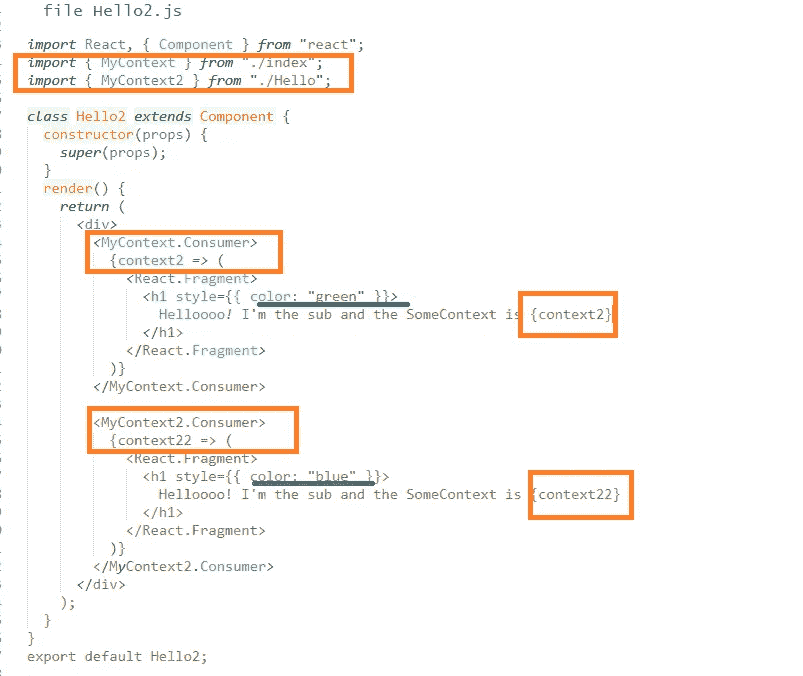 file Hello2.js
import React, { Component } from "react";
import { MyContext } from "./index";
import { MyContext2 } from "./Hello";
class Hello2 extends Component {
constructor(props) {
super(props);
}
render() {
return (
<div>
<MyContext.Consumer>
{context2 => (
<React.Fragment>
<h1 style={{ color: "green" }}>
Helloooo! I'm the sub and the SomeContext is {context2}
</h1>
</React.Fragment>
)}
</MyContext.Consumer>
<MyContext2.Consumer>
{context22 => (
<React.Fragment>
<h1 style={{ color: "blue" }}>
Helloooo! I'm the sub and the SomeContext is {context22}
</h1>
</React.Fragment>
)}
</MyContext2.Consumer>
</div>
);
}
}
export default Hello2;